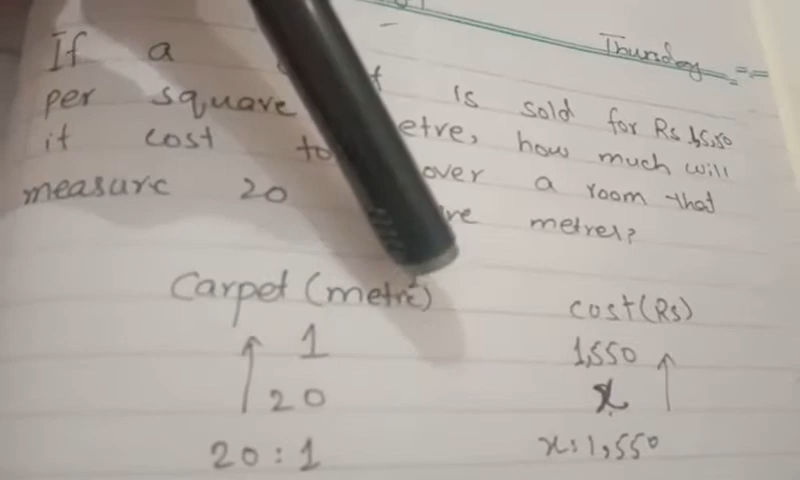 Thursday
If a is sold for Rs 1,550
per square etre, how much will
it cost to over a room that
measure 20 re metres?
Carpet (metre) cost (Rs)
1 1,550
20 x
20 : 1 x : 1,550